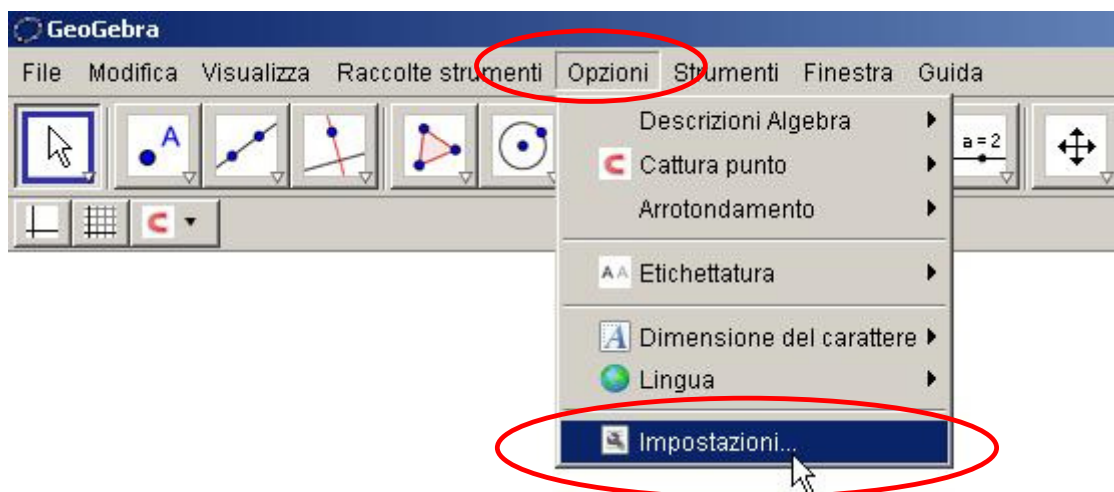 GeoGebra
File Modifica Visualizza Raccolte strumenti Opzioni Strumenti Finestra Guida
A
a = 2
Descrizioni Algebra
Cattura punto
Arrotondamento
AA Etichettatura
A Dimensione del carattere
Lingua
Impostazioni...